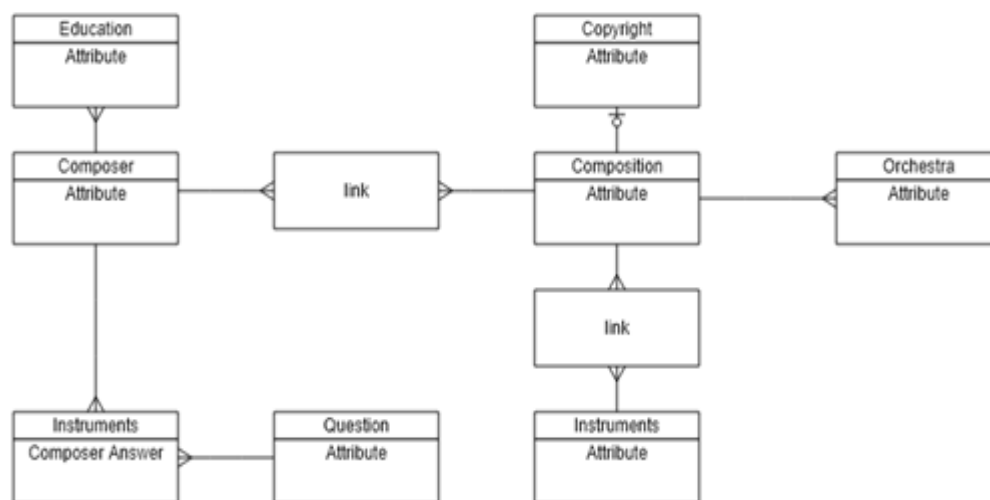 Education
Attribute
Copyright
Attribute
Composer
Attribute
link
Composition
Attribute
Orchestra
Attribute
link
Instruments
Composer Answer
Question
Attribute
Instruments
Attribute